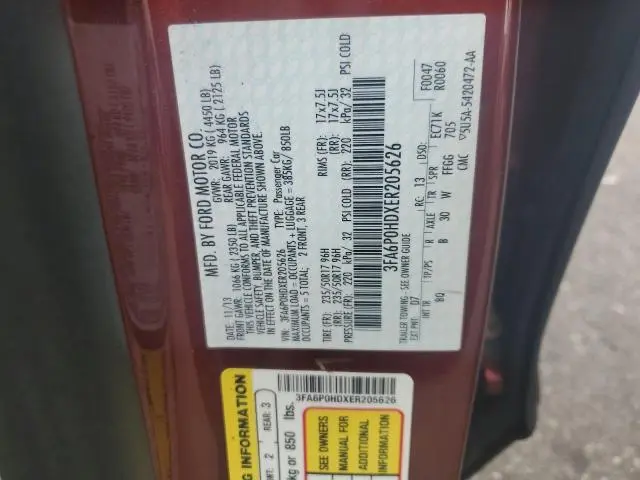 MFD. BY FORD MOTOR CO.
DATE: 11/13 GVWR: 2019 KG ( 4450 LB)
FRONT GAWR: 1066 KG ( 2350 LB) REAR GAWR: 964 KG ( 2125 LB)
THIS VEHICLE CONFORMS TO ALL APPLICABLE FEDERAL MOTOR
VEHICLE SAFETY, BUMPER, AND THEFT PREVENTION STANDARDS
IN EFFECT ON THE DATE OF MANUFACTURE SHOWN ABOVE.
VIN: 3FA6P0HDXER205626 TYPE: Passenger Car
MAXIMUM LOAD = OCCUPANTS + LUGGAGE = 385KG/ 850LB
OCCUPANTS = 5 TOTAL: 2 FRONT, 3 REAR
TIRE (FR): 235/50R17 96H RIMS (FR): 17x7.5J
TIRE (RR): 235/50R17 96H (RR): 17x7.5J
PRESSURE (FR): 220 kPa/ 32 PSI COLD (RR): 220 kPa/ 32 PSI COLD
3FA6P0HDXER205626
TRAILER TOWING - SEE OWNER GUIDE
F0047
R0060
EXT PNT: D7 RC: 13 DSO:
INT TR TP/PS R AXLE TR SPR EC71K
BQ B 30 W FFGG 7D5
CMC
5U5A-5420472-AA
3FA6P0HDXER205626
INFORMATION
2 REAR: 3
kg or 850 lbs.
SEE OWNERS
MANUAL FOR
ADDITIONAL
INFORMATION